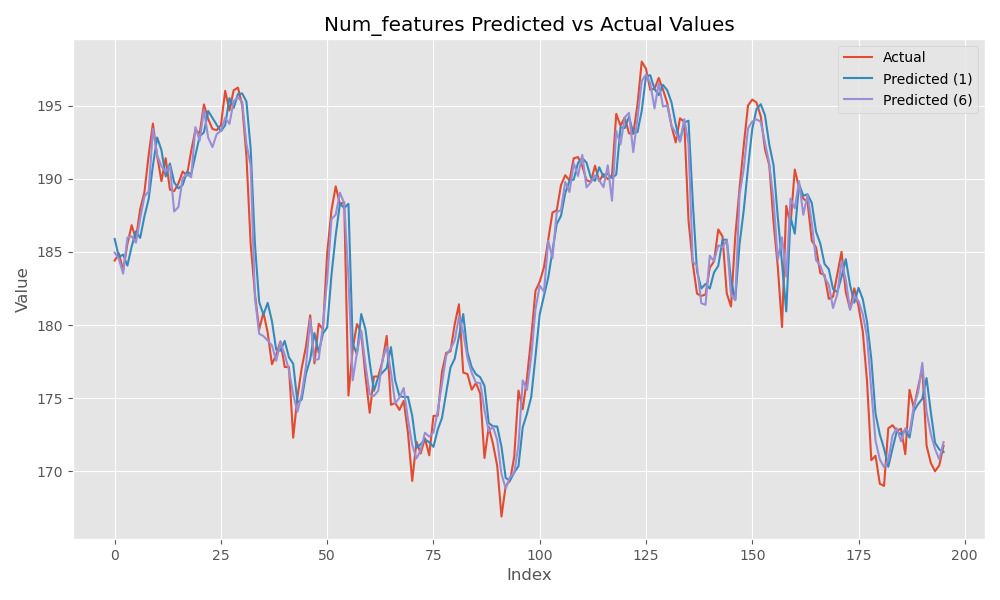 Num_features Predicted vs Actual Values
Actual
Predicted (1)
Predicted (6)
Value
195
190
185
180
175
170
0 25 50 75 100 125 150 175 200
Index